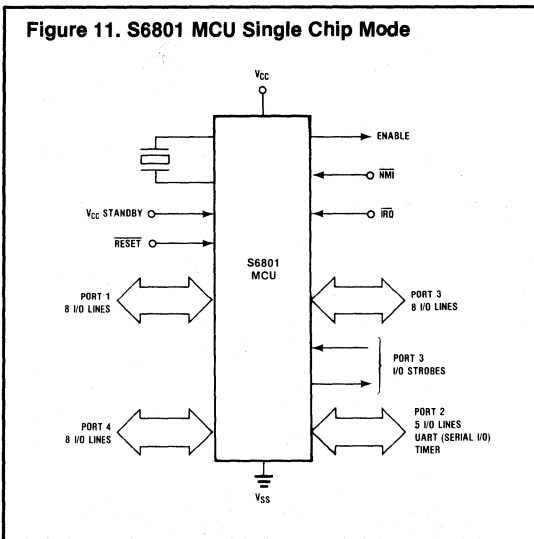 Figure 11. S6801 MCU Single Chip Mode
VCC
ENABLE
NMI
VCC STANDBY
IRQ
RESET
S6801
MCU
PORT 1
8 I/O LINES
PORT 3
8 I/O LINES
PORT 3
I/O STROBES
PORT 4
8 I/O LINES
PORT 2
5 I/O LINES
UART (SERIAL I/O)
TIMER
VSS